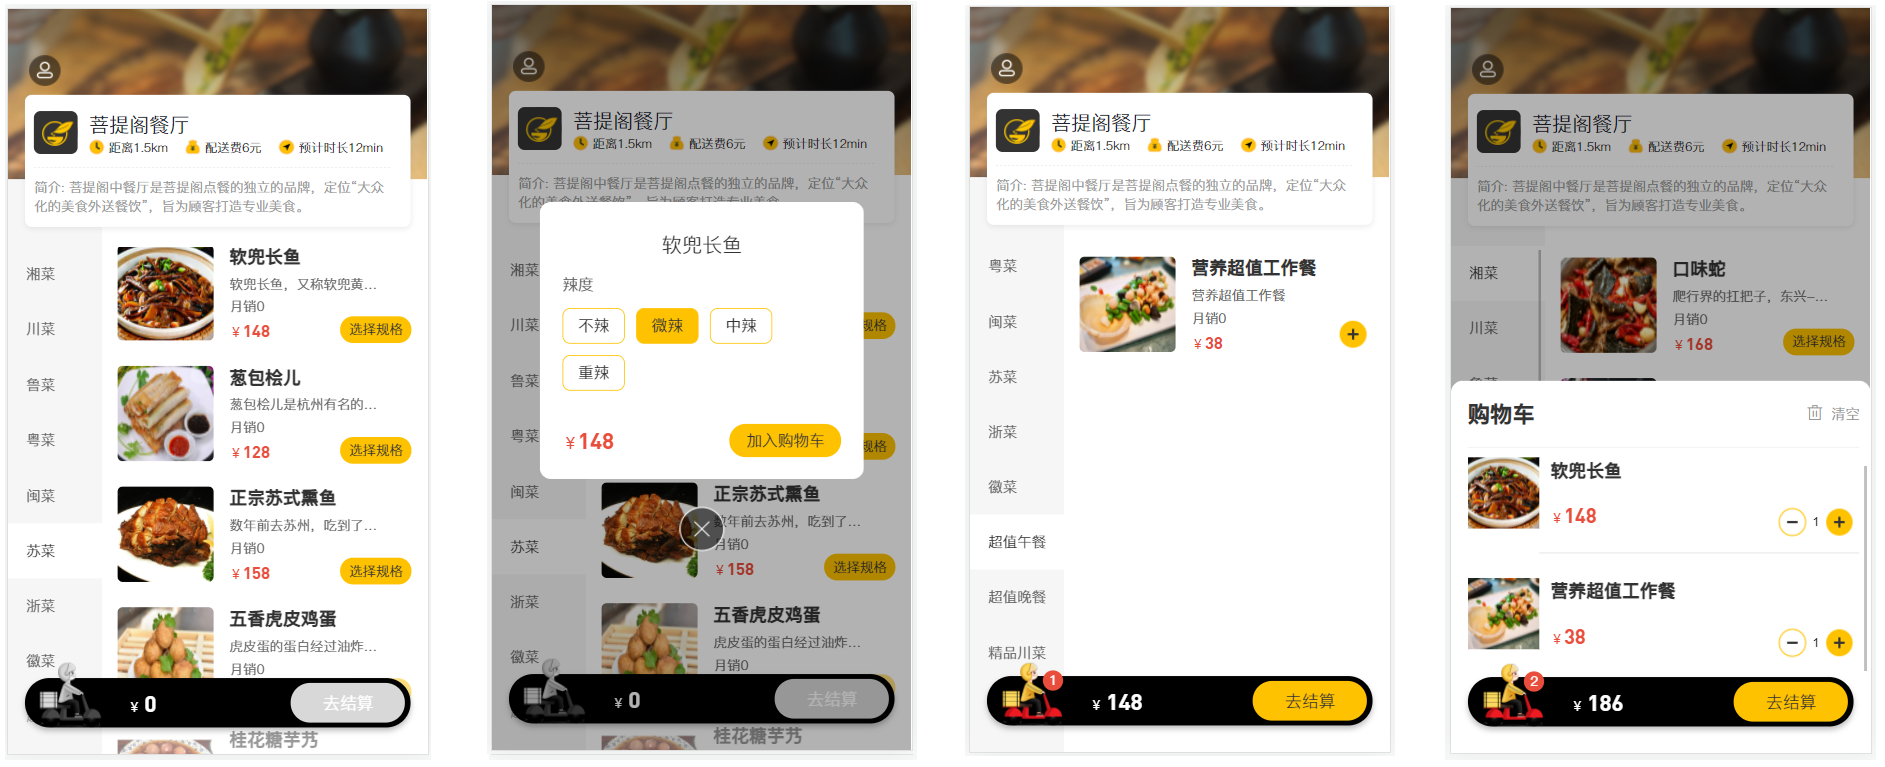 菩提阁餐厅
距离1.5km 配送费6元 预计时长12min
简介: 菩提阁中餐厅是菩提阁点餐的独立的品牌，定位“大众
化的美食外送餐饮”，旨为顾客打造专业美食。
湘菜
川菜
鲁菜
粤菜
闽菜
苏菜
浙菜
徽菜
软兜长鱼
软兜长鱼，又称软兜黄...
月销0
￥148
选择规格
葱包桧儿
葱包桧儿是杭州有名的...
月销0
￥128
选择规格
正宗苏式熏鱼
数年前去苏州，吃到了...
月销0
￥158
选择规格
五香虎皮鸡蛋
虎皮蛋的蛋白经过油炸...
月销0
￥0
去结算
桂花糖芋艿
菩提阁餐厅
距离1.5km 配送费6元 预计时长12min
简介: 菩提阁中餐厅是菩提阁点餐的独立的品牌，定位“大众
化的美食外送餐饮”，旨为顾客打造专业美食。
湘菜
川菜
鲁菜
粤菜
闽菜
苏菜
浙菜
徽菜
软兜长鱼
辣度
不辣 微辣 中辣
重辣
￥148
加入购物车
规格
规格
正宗苏式熏鱼
数年前去苏州，吃到了...
月销0
￥158
选择规格
五香虎皮鸡蛋
虎皮蛋的蛋白经过油炸...
月销0
￥0
去结算
桂花糖芋艿
菩提阁餐厅
距离1.5km 配送费6元 预计时长12min
简介: 菩提阁中餐厅是菩提阁点餐的独立的品牌，定位“大众
化的美食外送餐饮”，旨为顾客打造专业美食。
粤菜
闽菜
苏菜
浙菜
徽菜
超值午餐
超值晚餐
精品川菜
营养超值工作餐
营养超值工作餐
月销0
￥38
1
￥148
去结算
菩提阁餐厅
距离1.5km 配送费6元 预计时长12min
简介: 菩提阁中餐厅是菩提阁点餐的独立的品牌，定位“大众
化的美食外送餐饮”，旨为顾客打造专业美食。
湘菜
川菜
鲁菜
口味蛇
爬行界的扛把子，东兴-...
月销0
￥168
选择规格
购物车
清空
软兜长鱼
￥148
1
营养超值工作餐
￥38
1
2
￥186
去结算